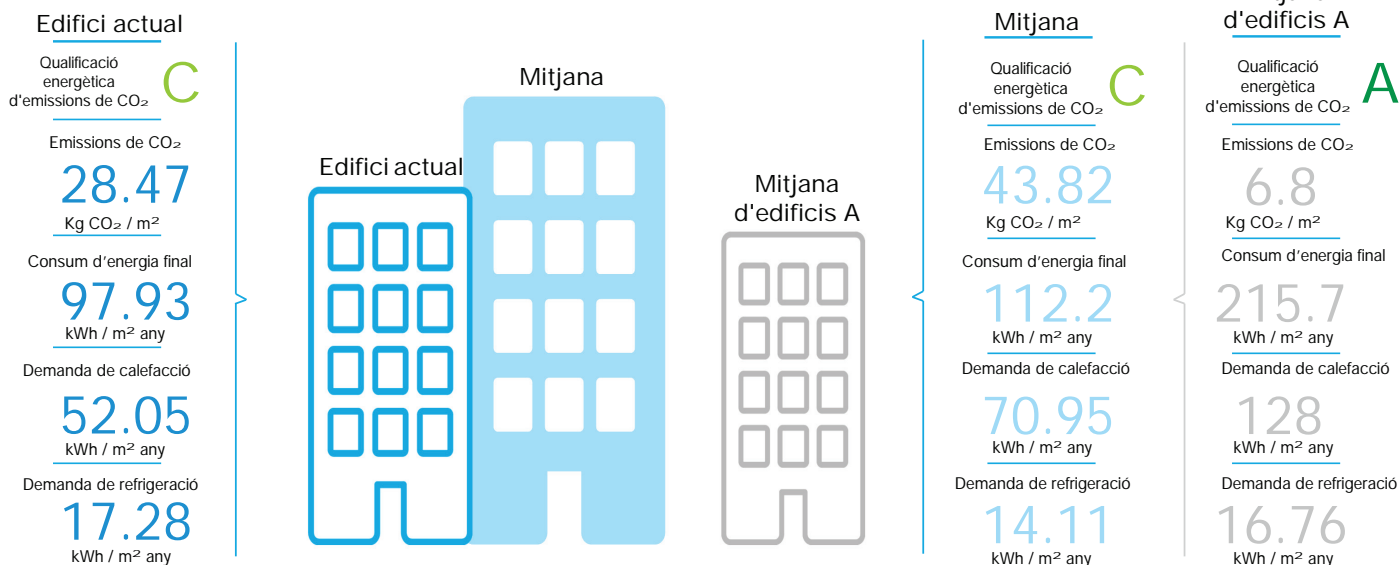 Edifici actual
Qualificació
energètica
d'emissions de CO₂
C
Emissions de CO₂
28.47
Kg CO₂ / m²
Consum d'energia final
97.93
kWh / m² any
Demanda de calefacció
52.05
kWh / m² any
Demanda de refrigeració
17.28
kWh / m² any
Edifici actual
Mitjana
Mitjana
d'edificis A
Mitjana
Qualificació
energètica
d'emissions de CO₂
C
Emissions de CO₂
43.82
Kg CO₂ / m²
Consum d'energia final
112.2
kWh / m² any
Demanda de calefacció
70.95
kWh / m² any
Demanda de refrigeració
14.11
kWh / m² any
d'edificis A
Qualificació
energètica
d'emissions de CO₂
A
Emissions de CO₂
6.8
Kg CO₂ / m²
Consum d'energia final
215.7
kWh / m² any
Demanda de calefacció
128
kWh / m² any
Demanda de refrigeració
16.76
kWh / m² any